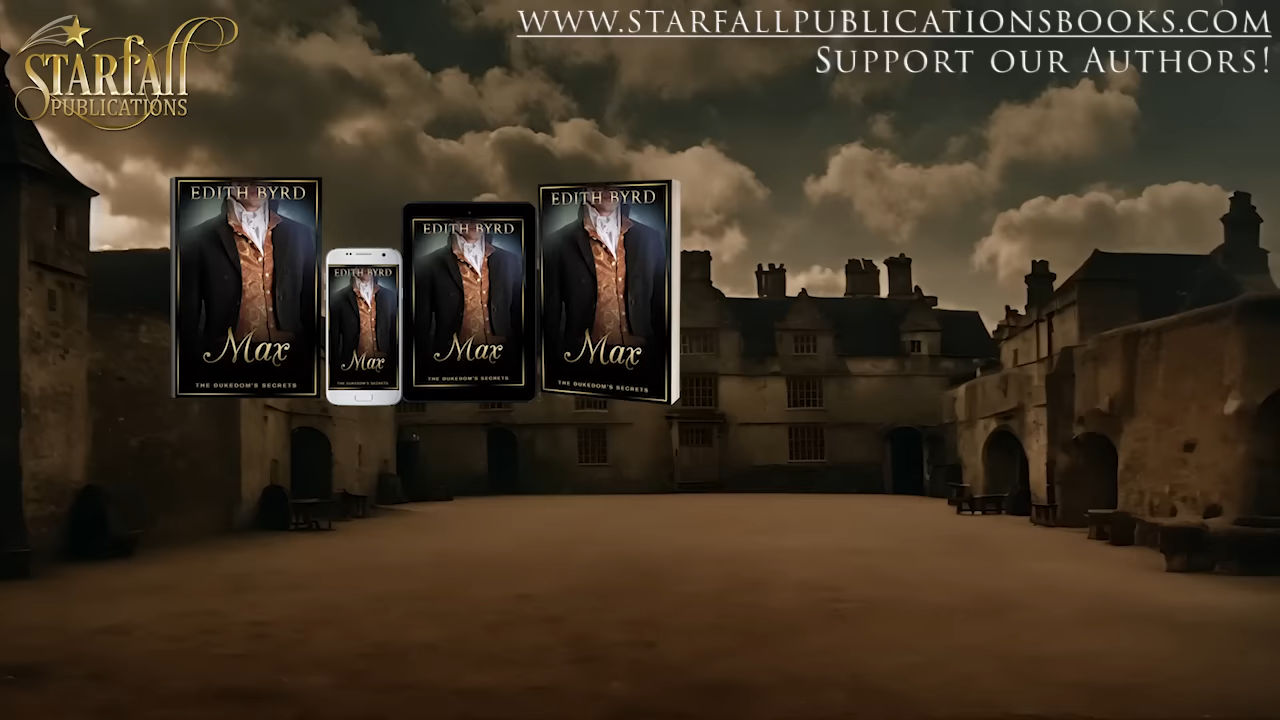 STARfall
PUBLICATIONS
WWW.STARFALLPUBLICATIONSBOOKS.COM
SUPPORT OUR AUTHORS!
EDITH BYRD
Max
THE DUKEDOM'S SECRETS
EDITH BYRD
Max
THE DUKEDOM'S SECRETS
EDITH BYRD
Max
THE DUKEDOM'S SECRETS
EDITH BYRD
Max
THE DUKEDOM'S SECRETS